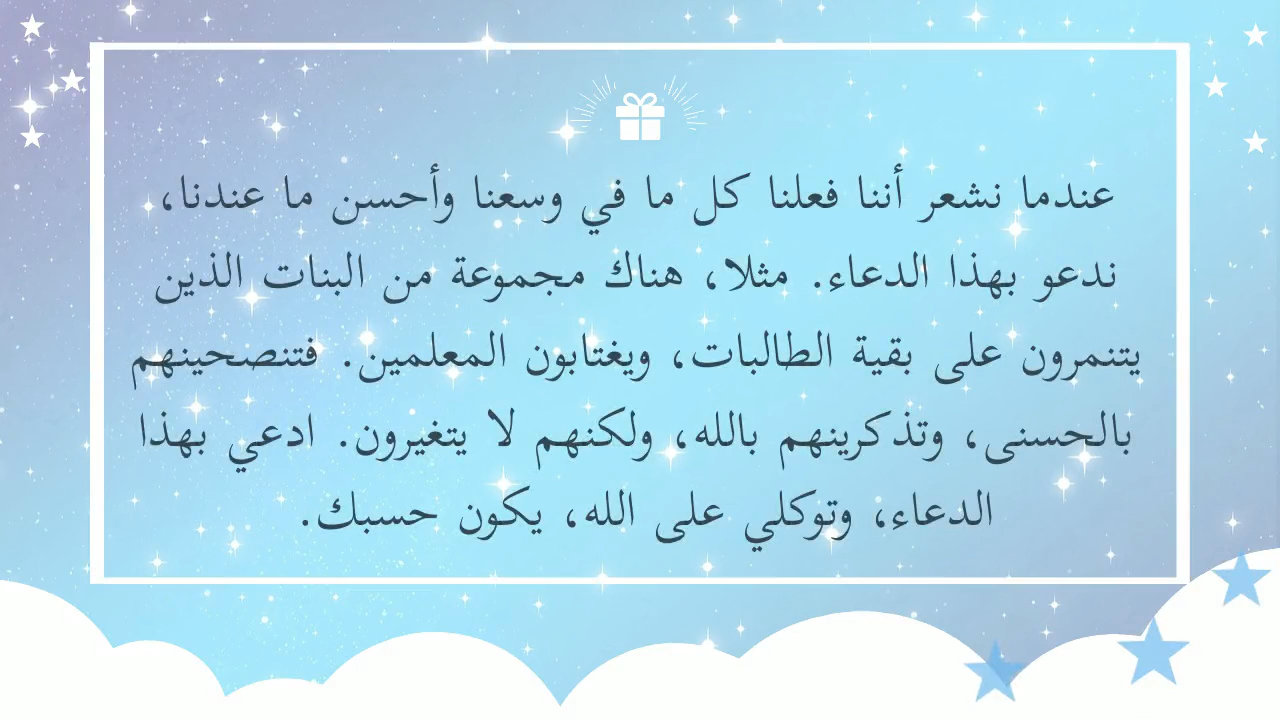 عندما نشعر أننا فعلنا كل ما في وسعنا وأحسن ما عندنا،
ندعو بهذا الدعاء. مثلا، هناك مجموعة من البنات الذين
يتنمرون على بقية الطالبات، ويغتابون المعلمين. فتنصحينهم
بالحسنى، وتذكرينهم بالله، ولكنهم لا يتغيرون. ادعي بهذا
الدعاء، وتوكلي على الله، يكون حسبك.